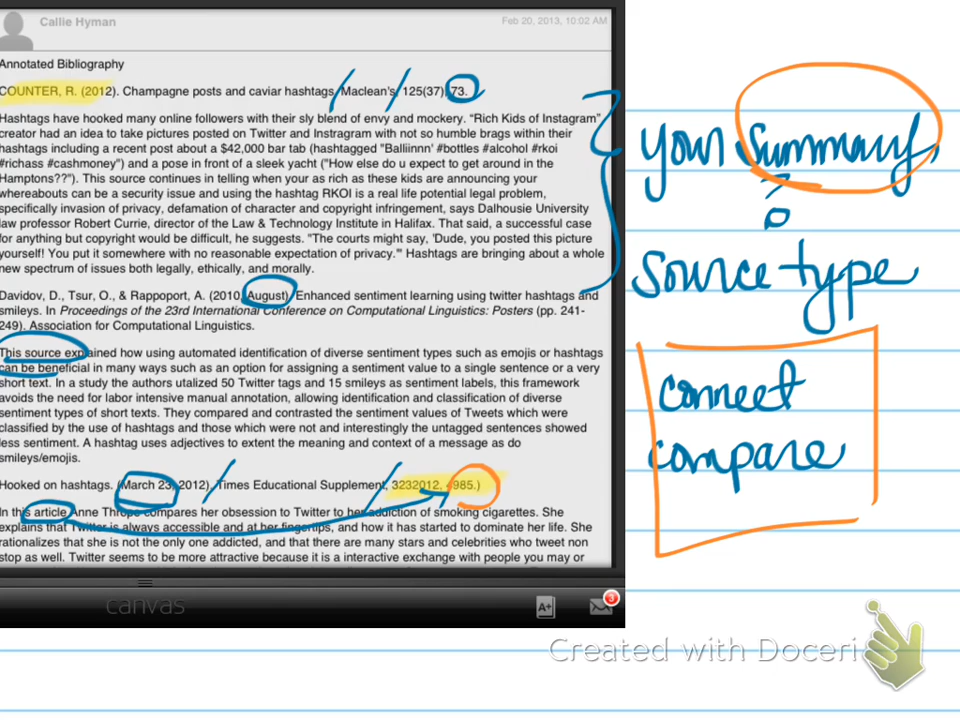 Callie Hyman
Feb 20, 2013, 10:02 AM
Annotated Bibliography
COUNTER, R. (2012). Champagne posts and caviar hashtags. Maclean's, 125(37), 73.
Hashtags have hooked many online followers with their sly blend of envy and mockery. "Rich Kids of Instagram"
creator had an idea to take pictures posted on Twitter and Instragram with not so humble brags within their
hashtags including a recent post about a $42,000 bar tab (hashtagged "Balliinnn' #bottles #alcohol #rkoi
#richass #cashmoney") and a pose in front of a sleek yacht ("How else do u expect to get around in the
Hamptons??"). This source continues in telling when your as rich as these kids are announcing your
whereabouts can be a security issue and using the hashtag RKOI is a real life potential legal problem,
specifically invasion of privacy, defamation of character and copyright infringement, says Dalhousie University
law professor Robert Currie, director of the Law & Technology Institute in Halifax. That said, a successful case
for anything but copyright would be difficult, he suggests. "The courts might say, 'Dude, you posted this picture
yourself! You put it somewhere with no reasonable expectation of privacy.'" Hashtags are bringing about a whole
new spectrum of issues both legally, ethically, and morally.
Davidov, D., Tsur, O., & Rappoport, A. (2010, August). Enhanced sentiment learning using twitter hashtags and
smileys. In Proceedings of the 23rd International Conference on Computational Linguistics: Posters (pp. 241-
249). Association for Computational Linguistics.
This source explained how using automated identification of diverse sentiment types such as emojis or hashtags
can be beneficial in many ways such as an option for assigning a sentiment value to a single sentence or a very
short text. In a study the authors utalized 50 Twitter tags and 15 smileys as sentiment labels, this framework
avoids the need for labor intensive manual annotation, allowing identification and classification of diverse
sentiment types of short texts. They compared and contrasted the sentiment values of Tweets which were
classified by the use of hashtags and those which were not and interestingly the untagged sentences showed
less sentiment. A hashtag uses adjectives to extent the meaning and context of a message as do
smileys/emojis.
Hooked on hashtags. (March 23, 2012). Times Educational Supplement, 3232012, 4985.)
In this article Anne Thrope compares her obsession to Twitter to her addiction of smoking cigarettes. She
explains that Twitter is always accessible and at her fingertips, and how it has started to dominate her life. She
rationalizes that she is not the only one addicted, and that there are many stars and celebrities who tweet non
stop as well. Twitter seems to be more attractive because it is a interactive exchange with people you may or
canvas
A+
3
your Summary,
Source type
connect
compare
Created with Doceri